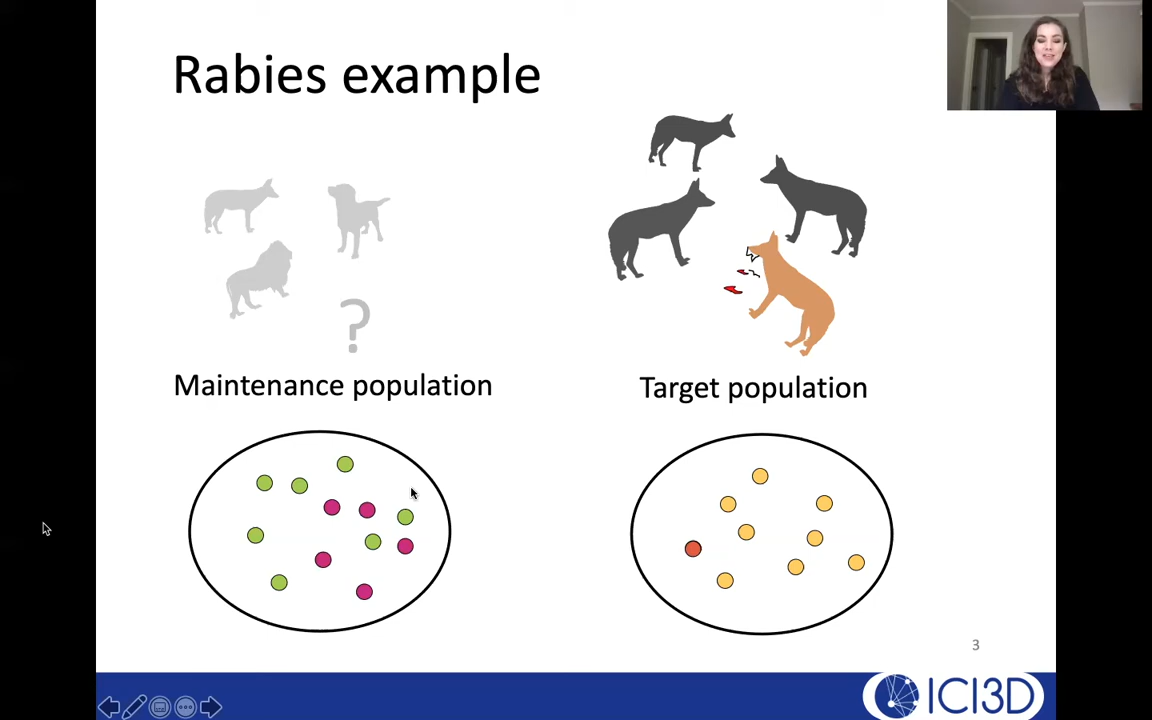 Rabies example
?
Maintenance population
Target population
3
ICI3D